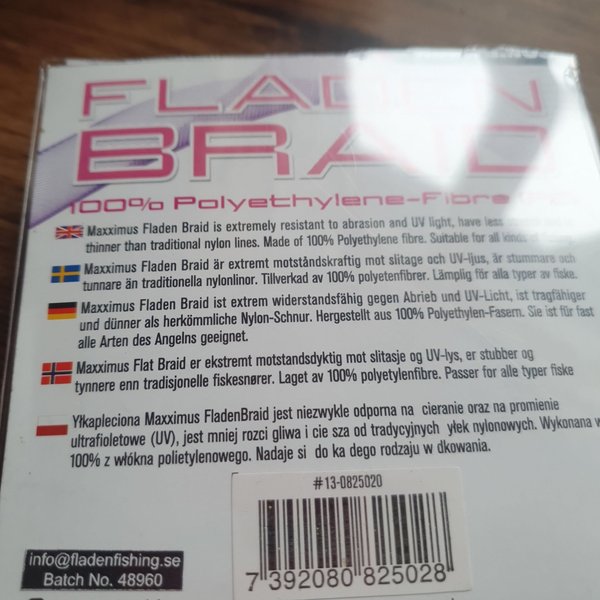 FLADEN
BRAID
100% Polyethylene-Fibre
Maxximus Fladen Braid is extremely resistant to abrasion and UV light, have less
thinner than traditional nylon lines. Made of 100% Polyethylene fibre. Suitable for all kinds
Maxximus Fladen Braid är extremt motståndskraftig mot slitage och UV-ljus, är stummare och
tunnare än traditionella nylonlinor. Tillverkad av 100% polyetenfibrer. Lämplig för alla typer av fiske.
Maxximus Fladen Braid ist extrem widerstandsfähig gegen Abrieb und UV-Licht, ist tragfähiger
und dünner als herkömmliche Nylon-Schnur. Hergestellt aus 100% Polyethylen-Fasern. Sie ist für fast
alle Arten des Angelns geeignet.
Maxximus Flat Braid er ekstremt motstandsdyktig mot slitasje og UV-lys, er stubber og
tynnere enn tradisjonelle fiskesnører. Laget av 100% polyetylenfibre. Passer for alle typer fiske
Yłkapleciona Maxximus FladenBraid jest niezwykle odporna na cieranie oraz na promienie
ultrafioletowe (UV), jest mniej rozci gliwa i cie sza od tradycyjnych yłek nylonowych. Wykonana w
100% z włókna polietylenowego. Nadaje si do ka dego rodzaju w dkowania.
#13-0825020
7 392080 825028
info@fladenfishing.se
Batch No. 48960